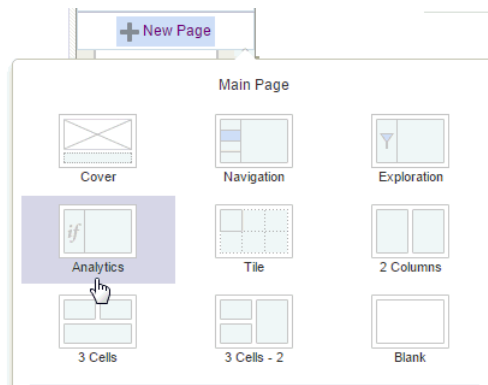 New Page
Main Page
Cover
Navigation
Exploration
if
Analytics
Tile
2 Columns
3 Cells
3 Cells - 2
Blank